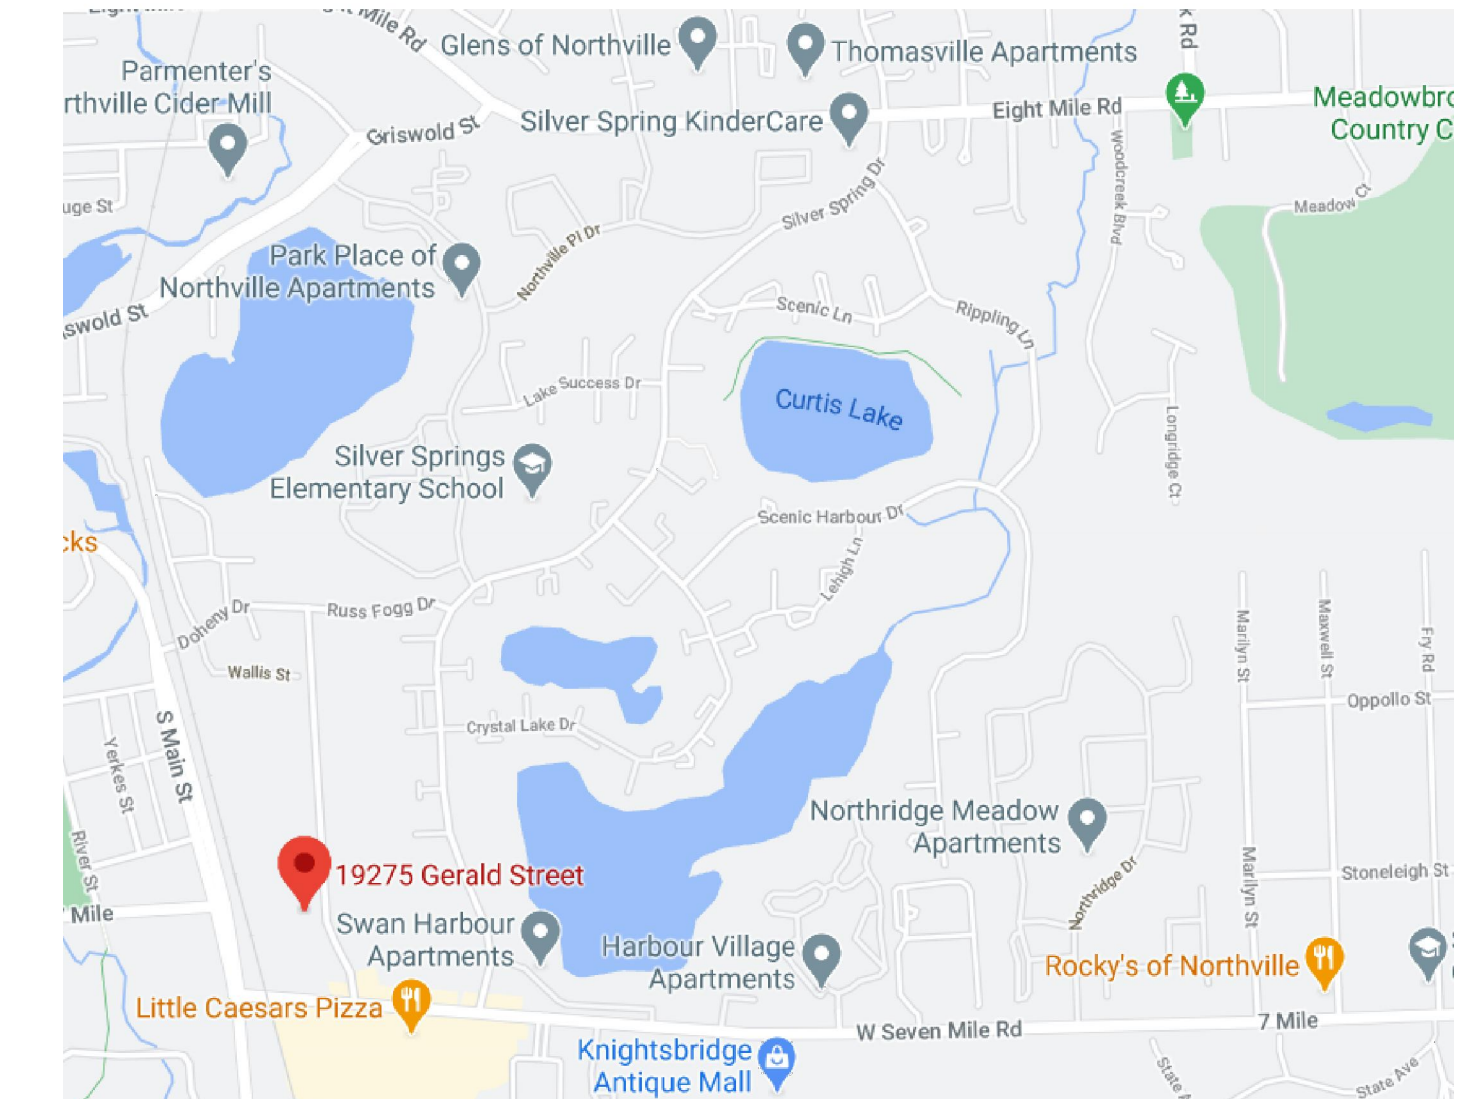 Mile Rd
Glens of Northville
Thomasville Apartments
k Rd
Parmenter's
rthville Cider Mill
Griswold St
Silver Spring KinderCare
Eight Mile Rd
Meadowbro
Country C
Woodcreek Blvd
uge St
Silver Spring Dr
Meadow Ct
Park Place of
Northville Apartments
Northville Pl Dr
iswold St
Scenic Ln
Rippling Ln
Lake Success Dr
Curtis Lake
Longridge Ct
Silver Springs
Elementary School
Scenic Harbour Dr
cks
Lehigh Ln
Doheny Dr
Russ Fogg Dr
Marilyn St
Maxwell St
Fry Rd
Wallis St
Oppollo St
S Main St
Crystal Lake Dr
Yerkes St
Northridge Meadow
Apartments
River St
19275 Gerald Street
Marilyn St
Stoneleigh St
Northridge Dr
Mile
Swan Harbour
Apartments
Harbour Village
Apartments
Rocky's of Northville
Little Caesars Pizza
W Seven Mile Rd
7 Mile
Knightsbridge
Antique Mall
State
State Ave